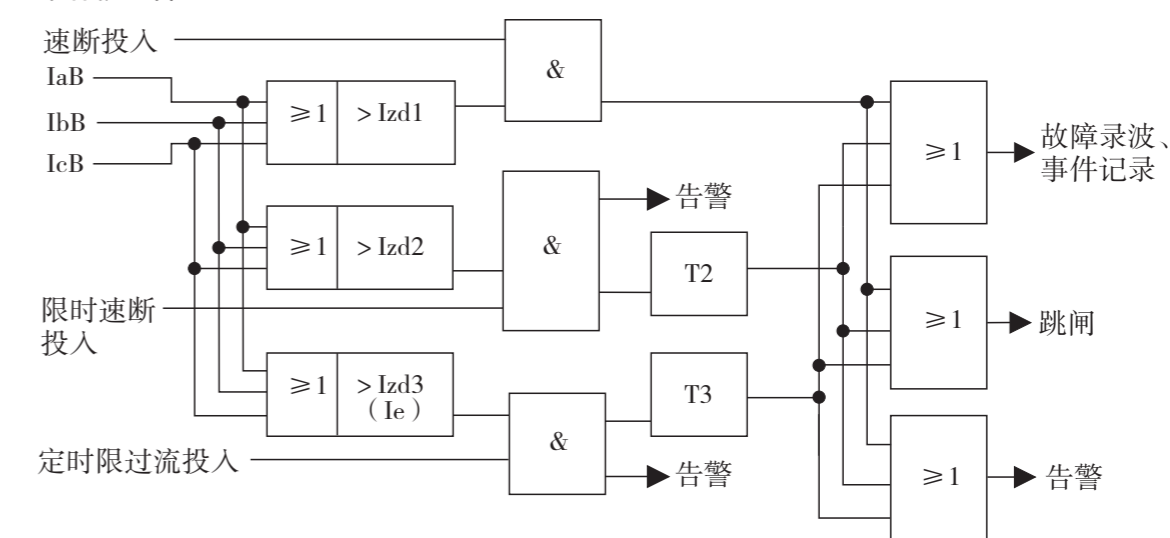 速断投入
&
IaB
≥1
> Izd1
IbB
IcB
≥1
故障录波、
事件记录
告警
≥1
> Izd2
&
T2
限时速断
投入
≥1
跳闸
≥1
> Izd3
（Ie）
T3
&
定时限过流投入
告警
≥1
告警